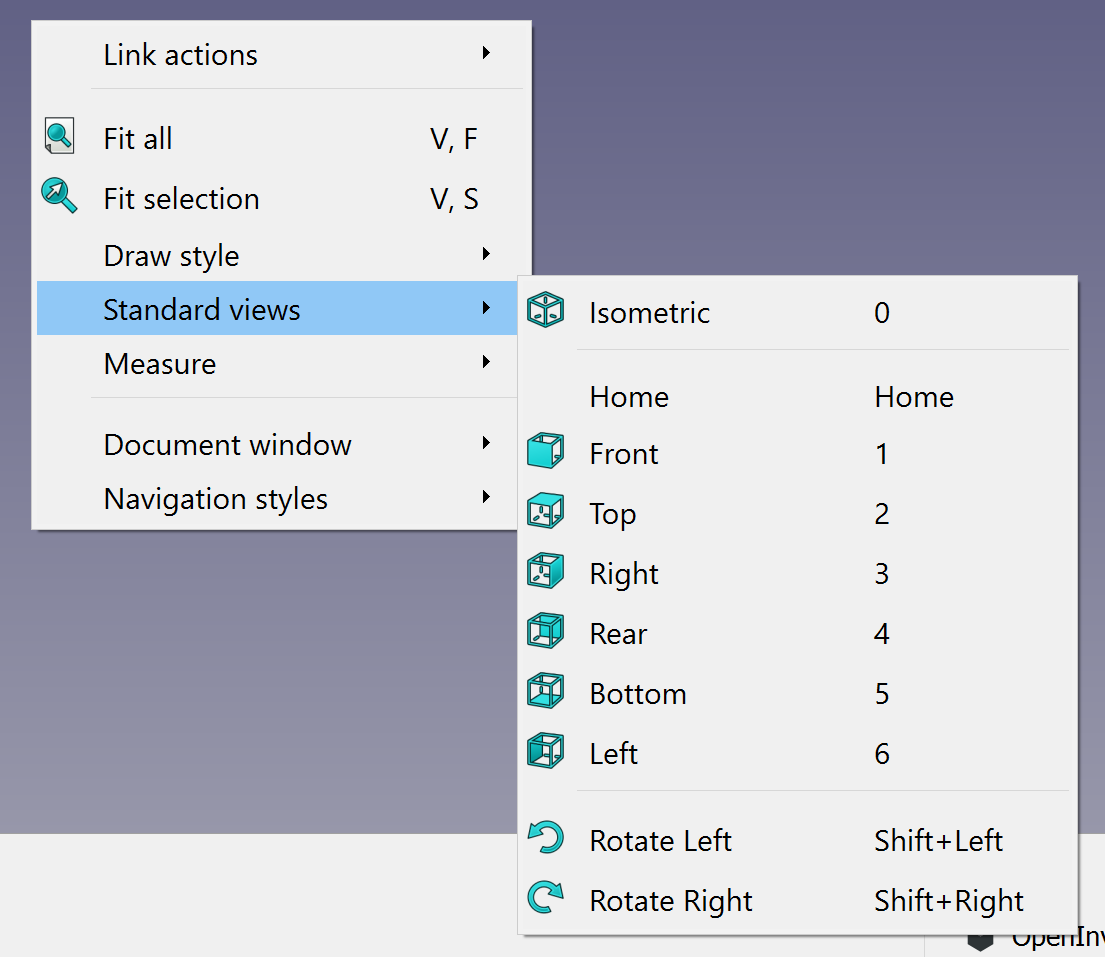 Link actions
Fit all V, F
Fit selection V, S
Draw style
Standard views
Measure
Document window
Navigation styles
Isometric 0
Home Home
Front 1
Top 2
Right 3
Rear 4
Bottom 5
Left 6
Rotate Left Shift+Left
Rotate Right Shift+Right